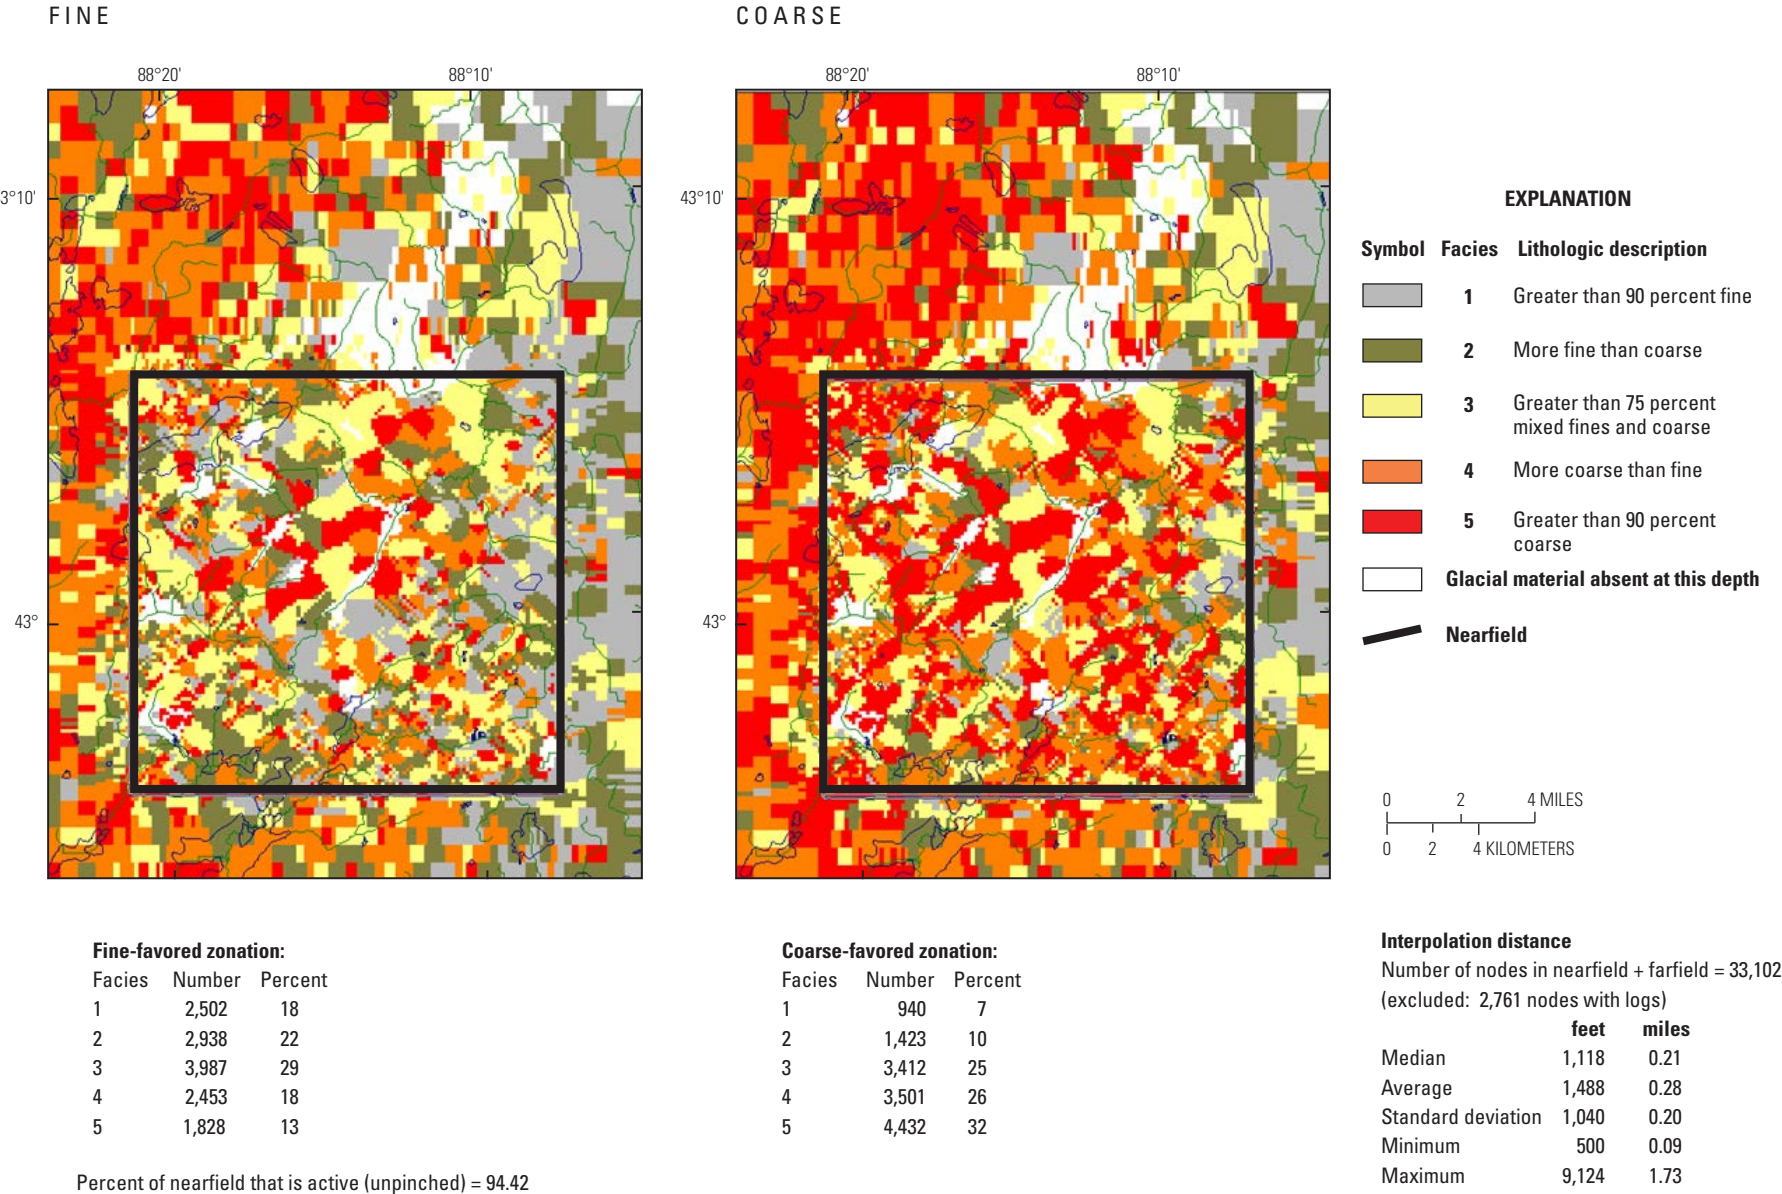 FINE
COARSE
88°20'
88°10'
88°20'
88°10'
3°10'
43°
43°10'
43°
EXPLANATION
Symbol Facies Lithologic description
1 Greater than 90 percent fine
2 More fine than coarse
3 Greater than 75 percent
mixed fines and coarse
4 More coarse than fine
5 Greater than 90 percent
coarse
Glacial material absent at this depth
Nearfield
0 2 4 MILES
0 2 4 KILOMETERS
Fine-favored zonation:
Facies Number Percent
1 2,502 18
2 2,938 22
3 3,987 29
4 2,453 18
5 1,828 13
Percent of nearfield that is active (unpinched) = 94.42
Coarse-favored zonation:
Facies Number Percent
1 940 7
2 1,423 10
3 3,412 25
4 3,501 26
5 4,432 32
Interpolation distance
Number of nodes in nearfield + farfield = 33,102
(excluded: 2,761 nodes with logs)
feet miles
Median 1,118 0.21
Average 1,488 0.28
Standard deviation 1,040 0.20
Minimum 500 0.09
Maximum 9,124 1.73